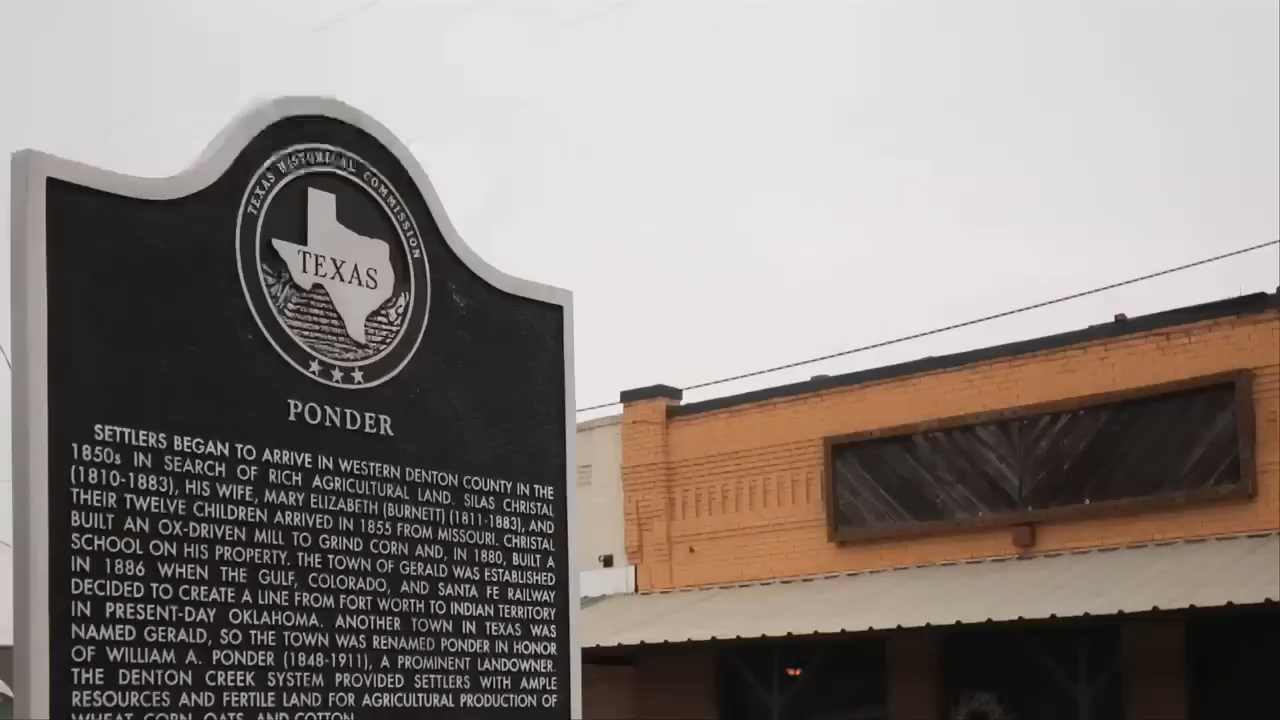 TEXAS HISTORICAL COMMISSION
TEXAS
PONDER
SETTLERS BEGAN TO ARRIVE IN WESTERN DENTON COUNTY IN THE
1850s IN SEARCH OF RICH AGRICULTURAL LAND. SILAS CHRISTAL
(1810-1883), HIS WIFE, MARY ELIZABETH (BURNETT) (1811-1883), AND
THEIR TWELVE CHILDREN ARRIVED IN 1855 FROM MISSOURI. CHRISTAL
BUILT AN OX-DRIVEN MILL TO GRIND CORN AND, IN 1880, BUILT A
SCHOOL ON HIS PROPERTY. THE TOWN OF GERALD WAS ESTABLISHED
IN 1886 WHEN THE GULF, COLORADO, AND SANTA FE RAILWAY
DECIDED TO CREATE A LINE FROM FORT WORTH TO INDIAN TERRITORY
IN PRESENT-DAY OKLAHOMA. ANOTHER TOWN IN TEXAS WAS
NAMED GERALD, SO THE TOWN WAS RENAMED PONDER IN HONOR
OF WILLIAM A. PONDER (1848-1911), A PROMINENT LANDOWNER.
THE DENTON CREEK SYSTEM PROVIDED SETTLERS WITH AMPLE
RESOURCES AND FERTILE LAND FOR AGRICULTURAL PRODUCTION OF
WHEAT, CORN, OATS, AND COTTON.